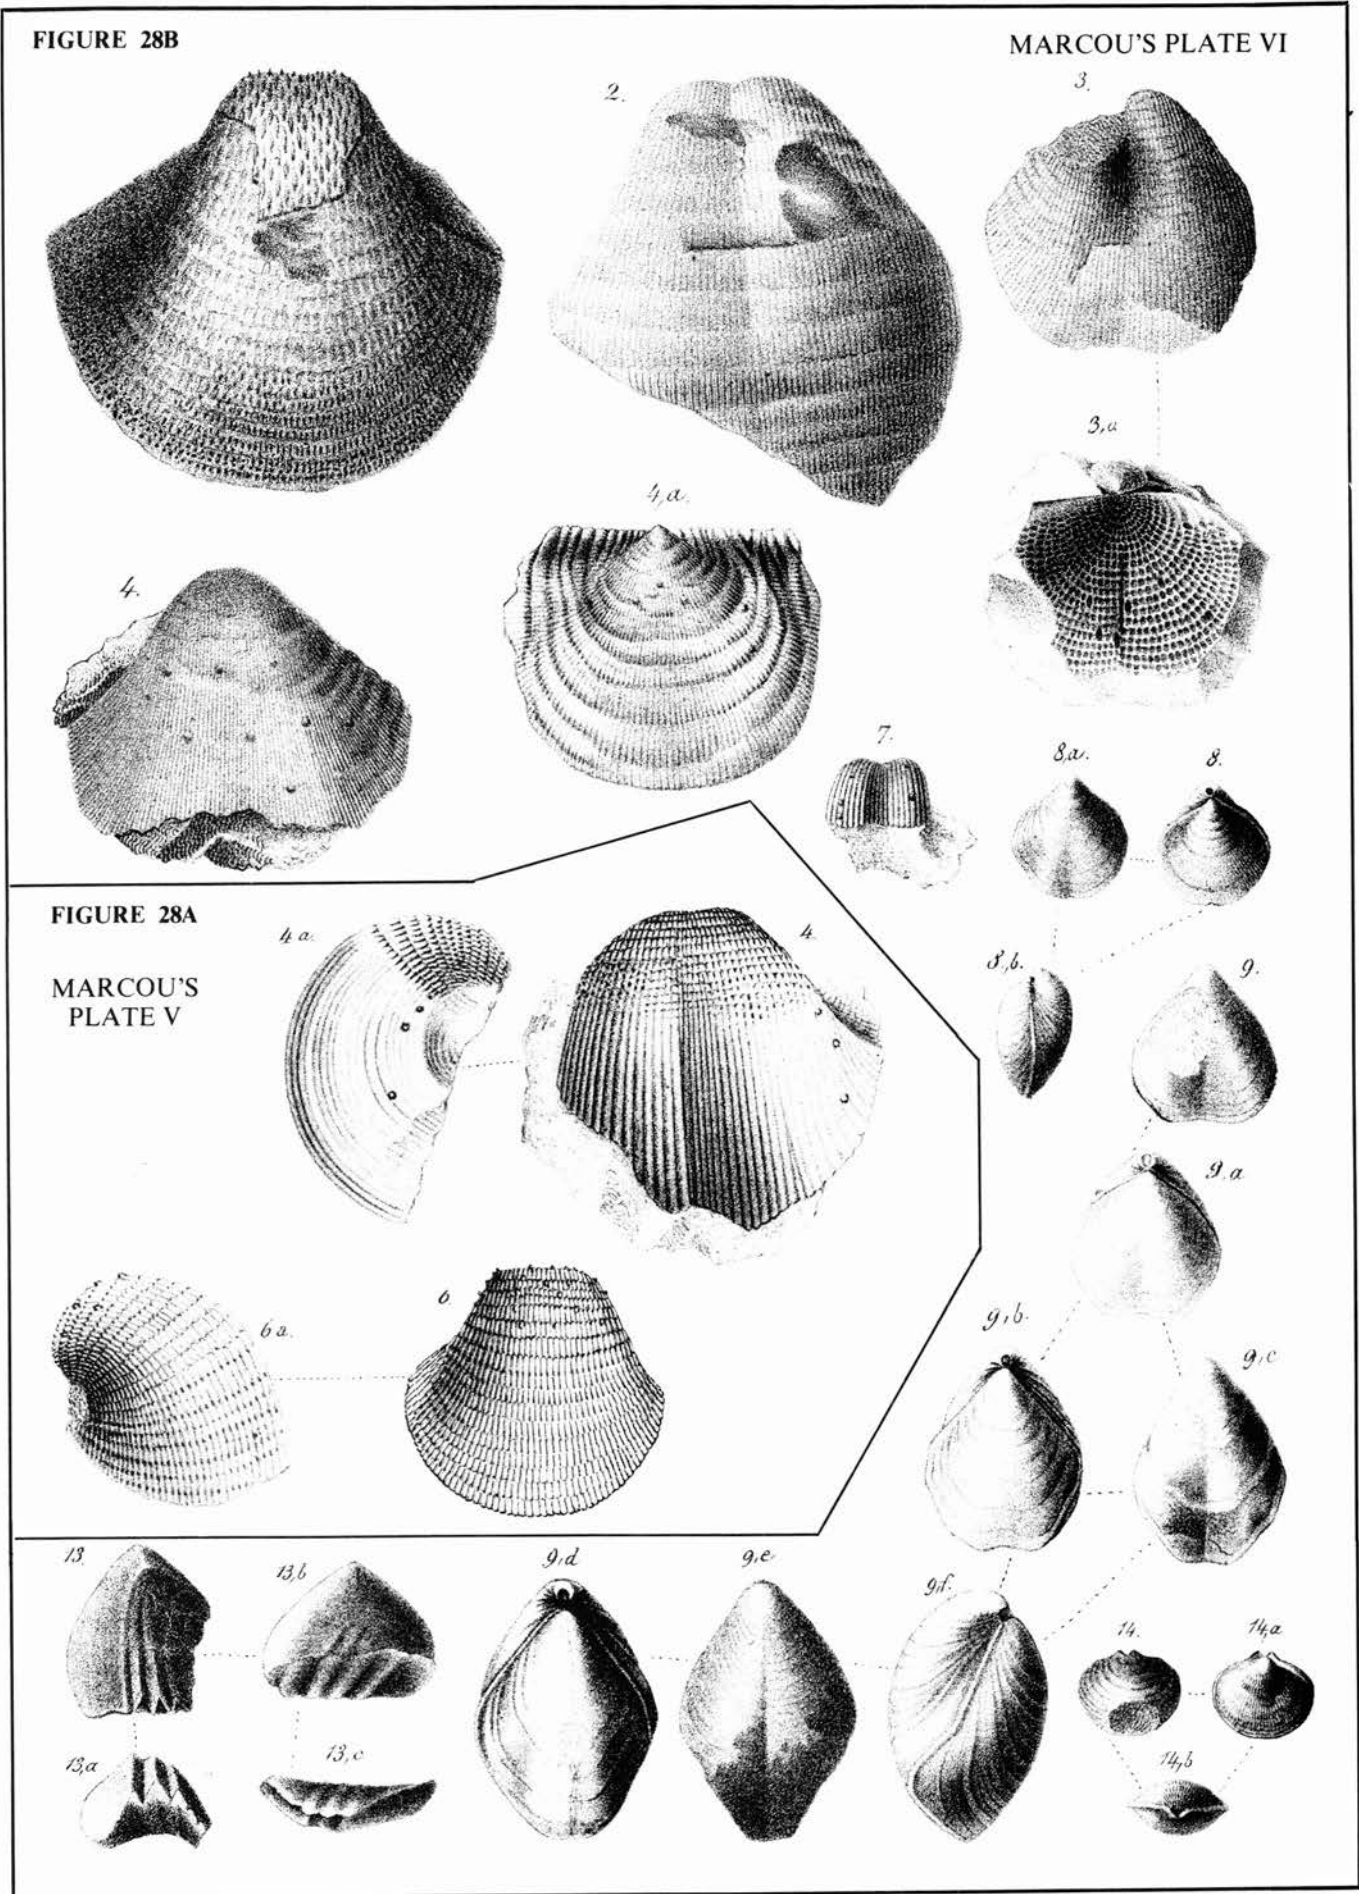 FIGURE 28B
MARCOU'S PLATE VI
2.
3.
3,a
4,a.
4.
7.
8,a.
8.
8,b.
9.
9,a
9,b.
9,c
FIGURE 28A
MARCOU'S
PLATE V
4 a.
4.
6 a.
6.
13.
13,b
9,d
9,e.
9,f.
14.
14,a
13,a
13,c
14,b